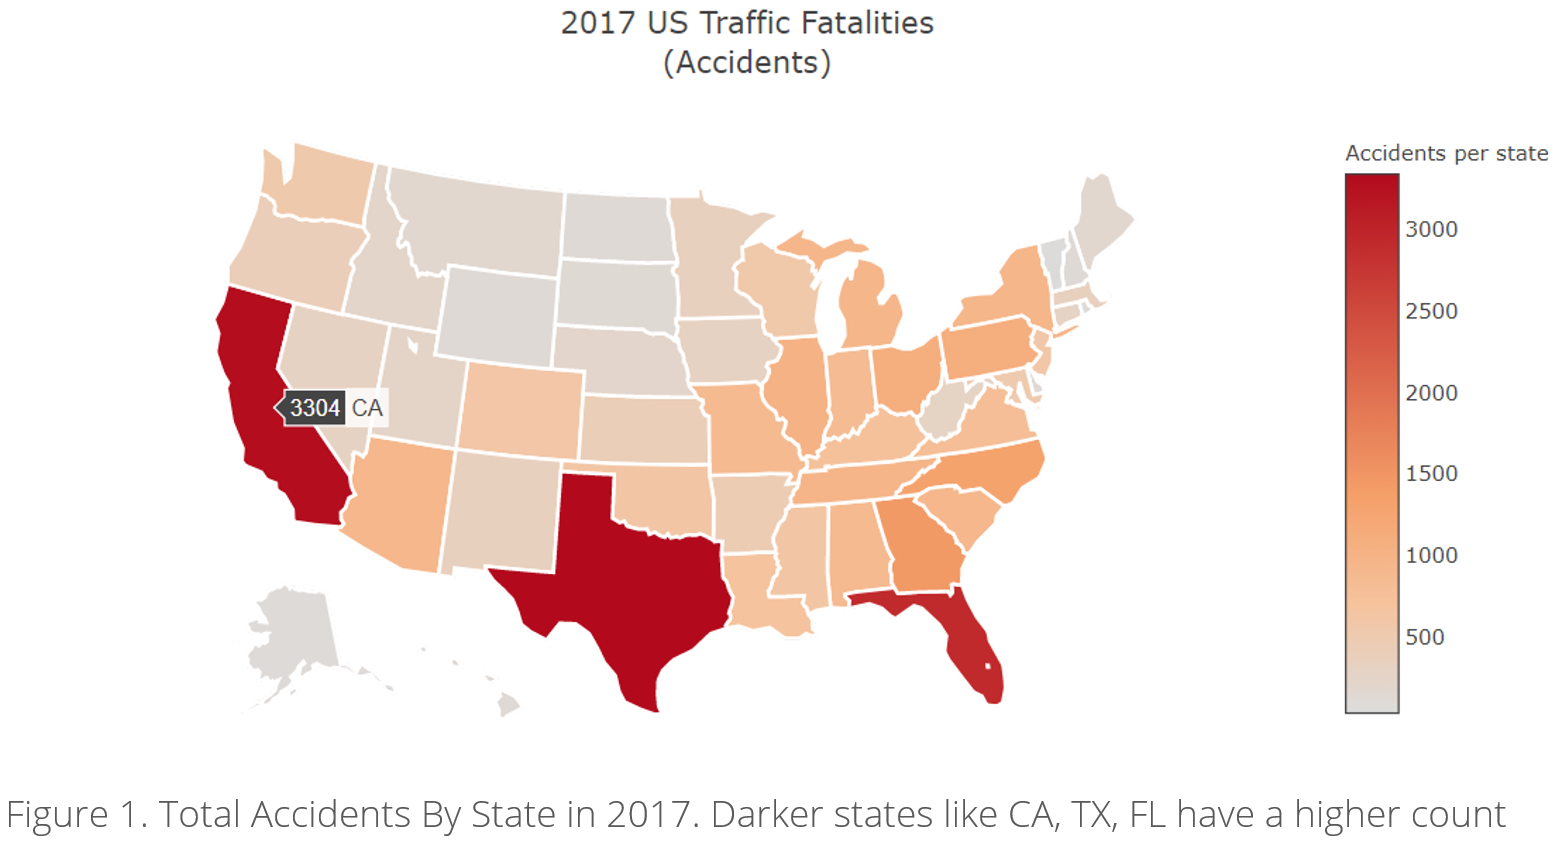 2017 US Traffic Fatalities
(Accidents)
Accidents per state
3000
2500
2000
1500
1000
500
3304 CA
Figure 1. Total Accidents By State in 2017. Darker states like CA, TX, FL have a higher count